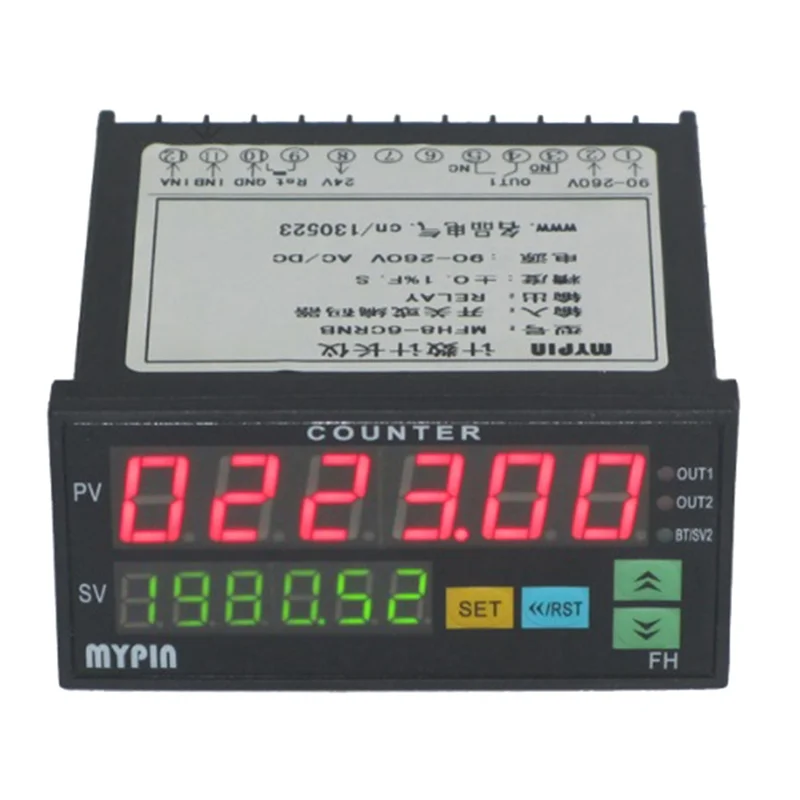 12 11 10 9 8 7 6 5 4 3 2 1
INA INB GND Rst 24V NC OUT1 NO 90-260V
MYPIN 计数计长仪
型号: MFH8-6CRNB
输入: 开关或编码器
输出: RELAY
精度: ±0.1%F.S
电源: 90-260V AC/DC
www.名品电气.cn/130523
COUNTER
PV 0223.00 OUT1
OUT2
BT/SV2
SV 1980.52 SET «/RST
MYPIN FH